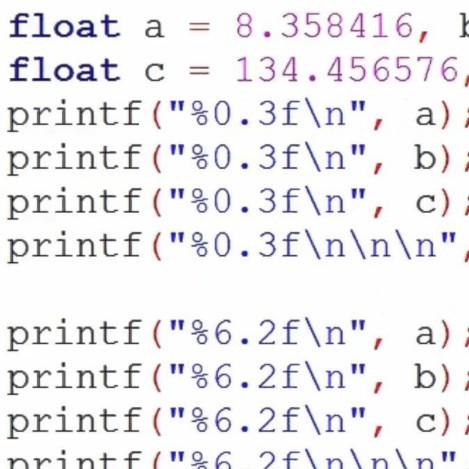 float a = 8.358416, b
float c = 134.456576,
printf("%0.3f\n", a);
printf("%0.3f\n", b);
printf("%0.3f\n", c);
printf("%0.3f\n\n\n",
printf("%6.2f\n", a);
printf("%6.2f\n", b);
printf("%6.2f\n", c);
printf("%6.2f\n\n\n"